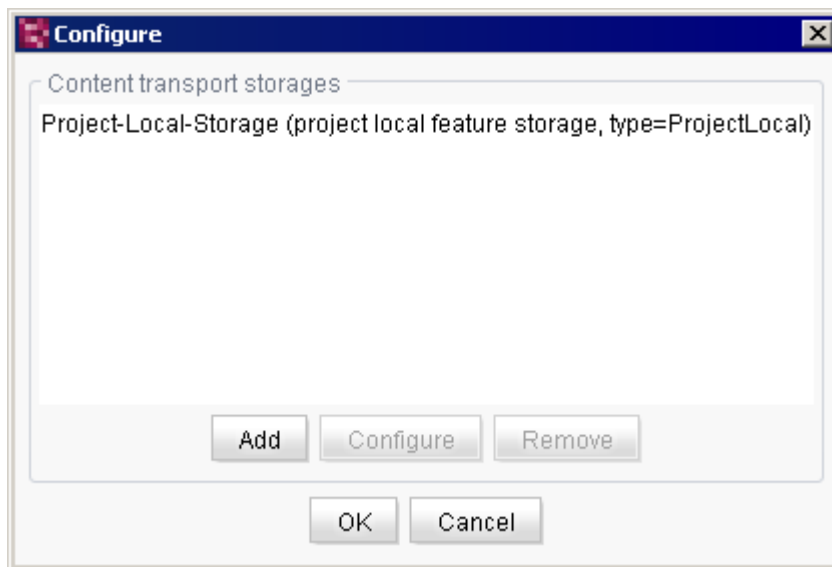 Configure
Content transport storages
Project-Local-Storage (project local feature storage, type=ProjectLocal)
Add Configure Remove
OK Cancel